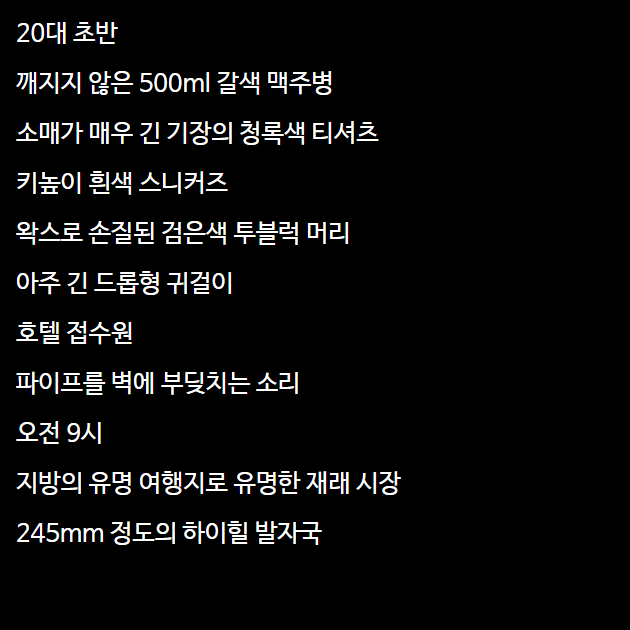 20대 초반
깨지지 않은 500ml 갈색 맥주병
소매가 매우 긴 기장의 청록색 티셔츠
키높이 흰색 스니커즈
왁스로 손질된 검은색 투블럭 머리
아주 긴 드롭형 귀걸이
호텔 접수원
파이프를 벽에 부딪치는 소리
오전 9시
지방의 유명 여행지로 유명한 재래 시장
245mm 정도의 하이힐 발자국